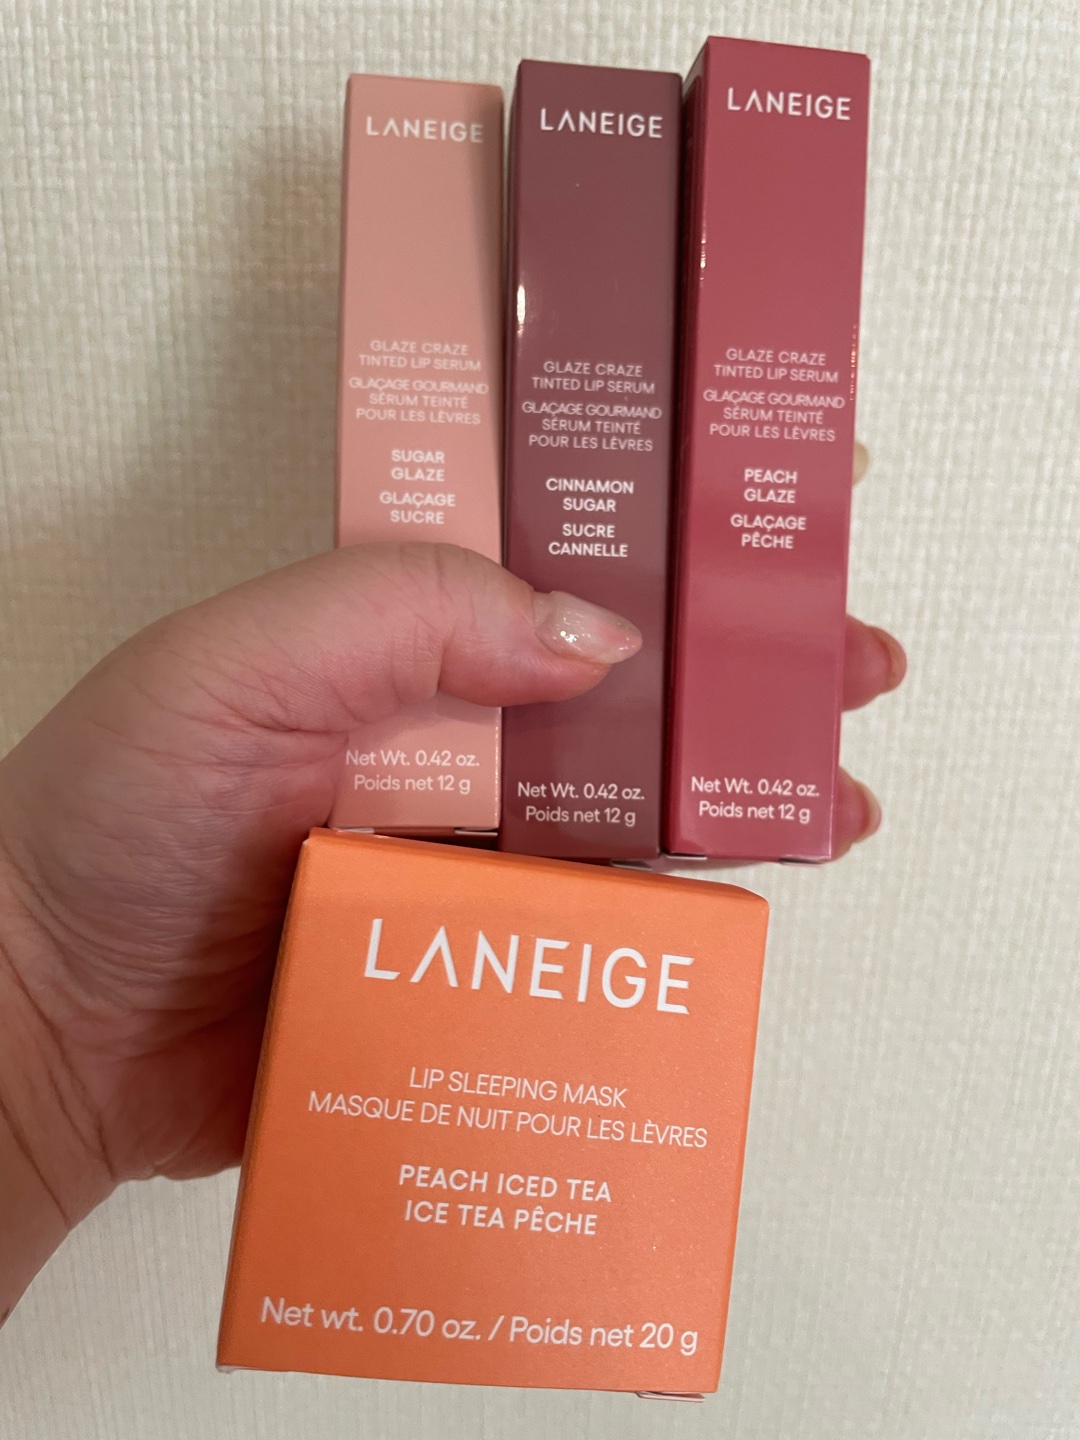 LANEIGE
GLAZE CRAZE
TINTED LIP SERUM
GLAÇAGE GOURMAND
SÉRUM TEINTÉ
POUR LES LÈVRES
SUGAR
GLAZE
GLAÇAGE
SUCRE
Net Wt. 0.42 oz.
Poids net 12 g
LANEIGE
GLAZE CRAZE
TINTED LIP SERUM
GLAÇAGE GOURMAND
SÉRUM TEINTÉ
POUR LES LÈVRES
CINNAMON
SUGAR
SUCRE
CANNELLE
Net Wt. 0.42 oz.
Poids net 12 g
LANEIGE
GLAZE CRAZE
TINTED LIP SERUM
GLAÇAGE GOURMAND
SÉRUM TEINTÉ
POUR LES LÈVRES
PEACH
GLAZE
GLAÇAGE
PÊCHE
Net Wt. 0.42 oz.
Poids net 12 g
LANEIGE
LIP SLEEPING MASK
MASQUE DE NUIT POUR LES LÈVRES
PEACH ICED TEA
ICE TEA PÊCHE
Net wt. 0.70 oz. / Poids net 20 g